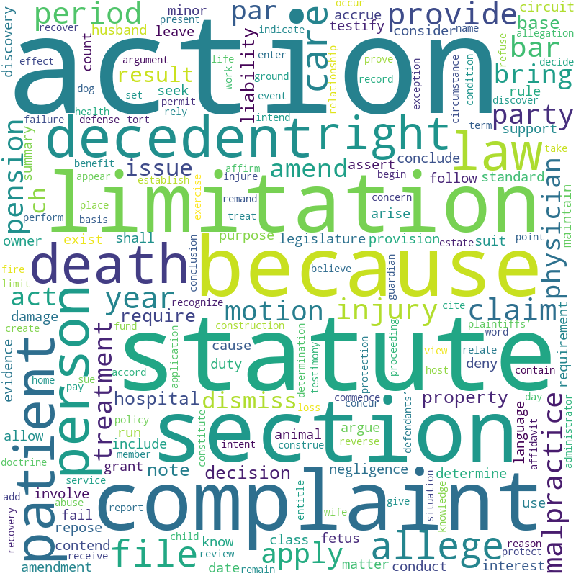 action
limitation
because
statute
section
complaint
decedent
right
law
death
patient
person
file
apply
allege
malpractice
physician
injury
claim
motion
amend
issue
year
act
pension
period
par
provide
bar
bring
party
care
result
liability
base
rule
support
standard
circuit
accrue
testify
consider
minor
leave
husband
count
seek
discovery
recover
present
argument
indicate
occur
name
allegation
refuse
decide
effect
life
work
enter
ground
event
intend
relationship
prove
record
exception
circumstance
condition
discover
dog
set
permit
rely
health
failure
defense
tort
term
take
summary
ch
benefit
affirm
injure
remand
appear
establish
treat
exercise
place
basis
perform
assert
begin
concern
conclude
follow
arise
maintain
owner
exist
shall
purpose
legislature
provision
suit
estate
point
conclusion
believe
guardian
fire
limit
damage
require
recognize
cite
word
relate
contain
plaintiffs'
requirement
create
home
pay
sue
fund
accord
application
construction
cause
duty
determination
testimony
protection
proceeding
view
host
deny
evidence
treatment
hospital
dismiss
loss
commence
concur
defendants'
property
day
language
affidavit
administrator
allow
run
policy
include
member
constitute
intent
animal
construe
argue
reverse
doctrine
service
grant
note
decision
negligence
determine
use
add
involve
abuse
report
know
entitle
give
situation
knowledge
reason
protect
recovery
fail
repose
contend
receive
child
review
class
wife
fetus
matter
conduct
interest
amendment
date
remain